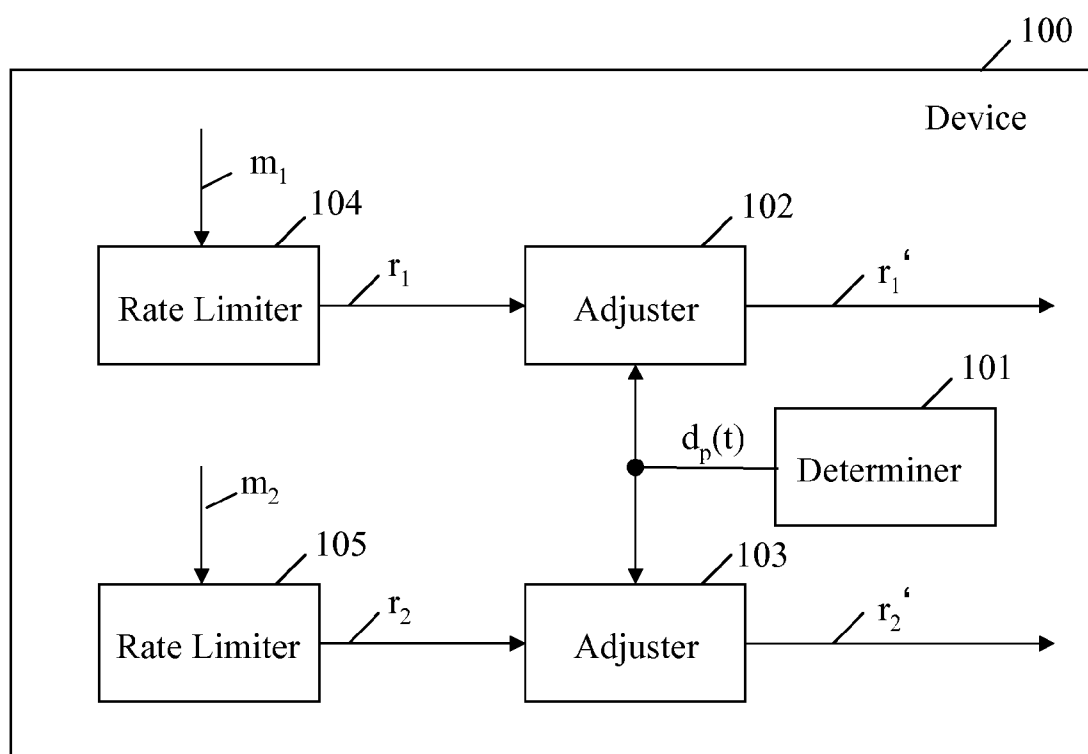 100
Device
m₁
104
102
r₁
r₁‘
Rate Limiter
Adjuster
101
dₚ(t)
Determiner
m₂
105
103
r₂
r₂‘
Rate Limiter
Adjuster